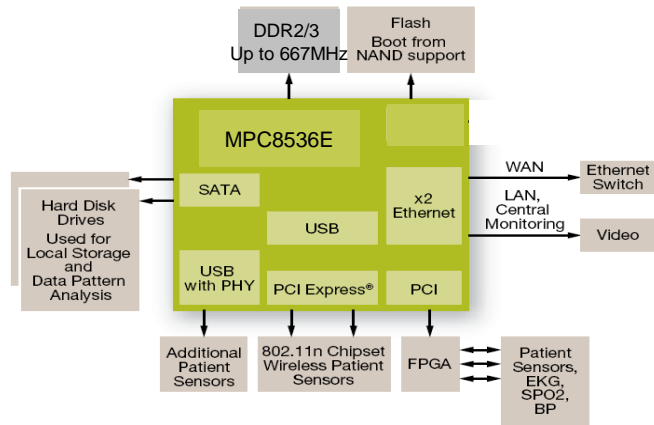 DDR2/3
Up to 667MHz
Flash
Boot from
NAND support
MPC8536E
SATA
USB
x2
Ethernet
USB
with PHY
PCI Express®
PCI
WAN
LAN,
Central
Monitoring
Ethernet
Switch
Video
Hard Disk
Drives
Used for
Local Storage
and
Data Pattern
Analysis
Additional
Patient
Sensors
802.11n Chipset
Wireless Patient
Sensors
FPGA
Patient
Sensors,
EKG,
SPO2,
BP